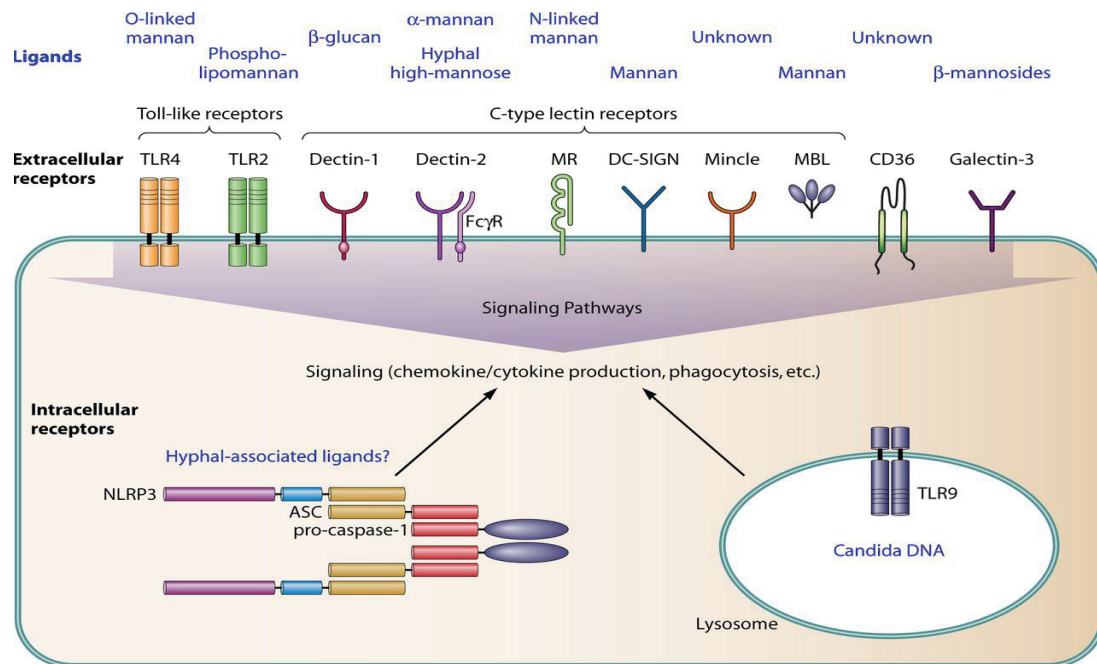 Ligands
O-linked
mannan
Phospho-
lipomannan
β-glucan
α-mannan
Hyphal
high-mannose
N-linked
mannan
Mannan
Unknown
Mannan
Unknown
β-mannosides
Toll-like receptors
C-type lectin receptors
Extracellular
receptors
TLR4
TLR2
Dectin-1
Dectin-2
MR
DC-SIGN
Mincle
MBL
CD36
Galectin-3
FcγR
Signaling Pathways
Signaling (chemokine/cytokine production, phagocytosis, etc.)
Intracellular
receptors
Hyphal-associated ligands?
NLRP3
ASC
pro-caspase-1
TLR9
Candida DNA
Lysosome